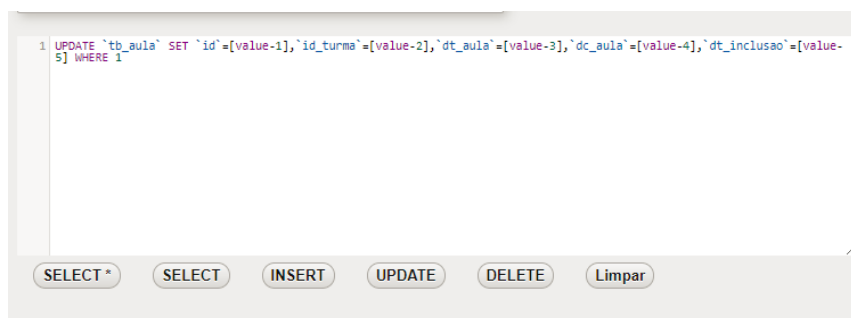 1 UPDATE `tb_aula` SET `id`=[value-1],`id_turma`=[value-2],`dt_aula`=[value-3],`dc_aula`=[value-4],`dt_inclusao`=[value-
5] WHERE 1
SELECT * SELECT INSERT UPDATE DELETE Limpar